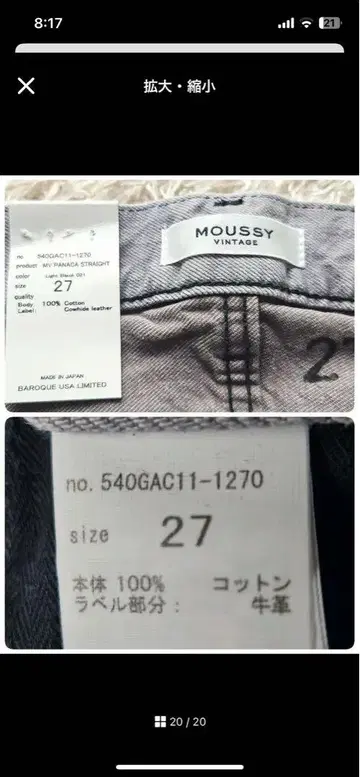 8:17
21
拡大・縮小
no 540GAC11-1270
product MV PANADA STRAIGHT
color Light Black 001
size 27
quality
Body 100% Cotton
Label: Cowhide leather
MADE IN JAPAN
BAROQUE USA LIMITED
MOUSSY
VINTAGE
27
no. 540GAC11-1270
size 27
本体 100% コットン
ラベル部分: 牛革
20 / 20